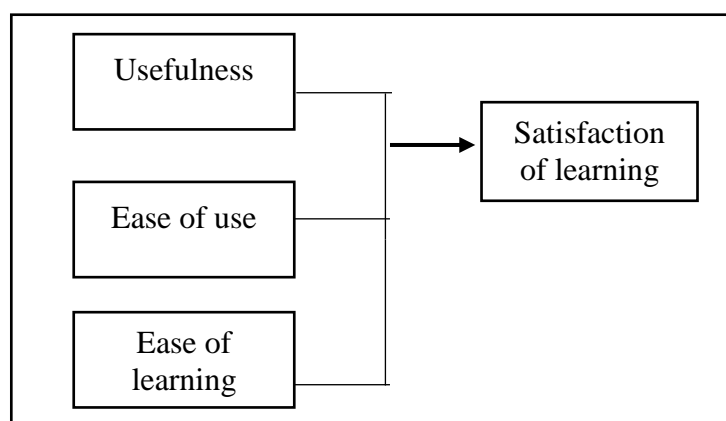 Usefulness
Satisfaction
of learning
Ease of use
Ease of
learning